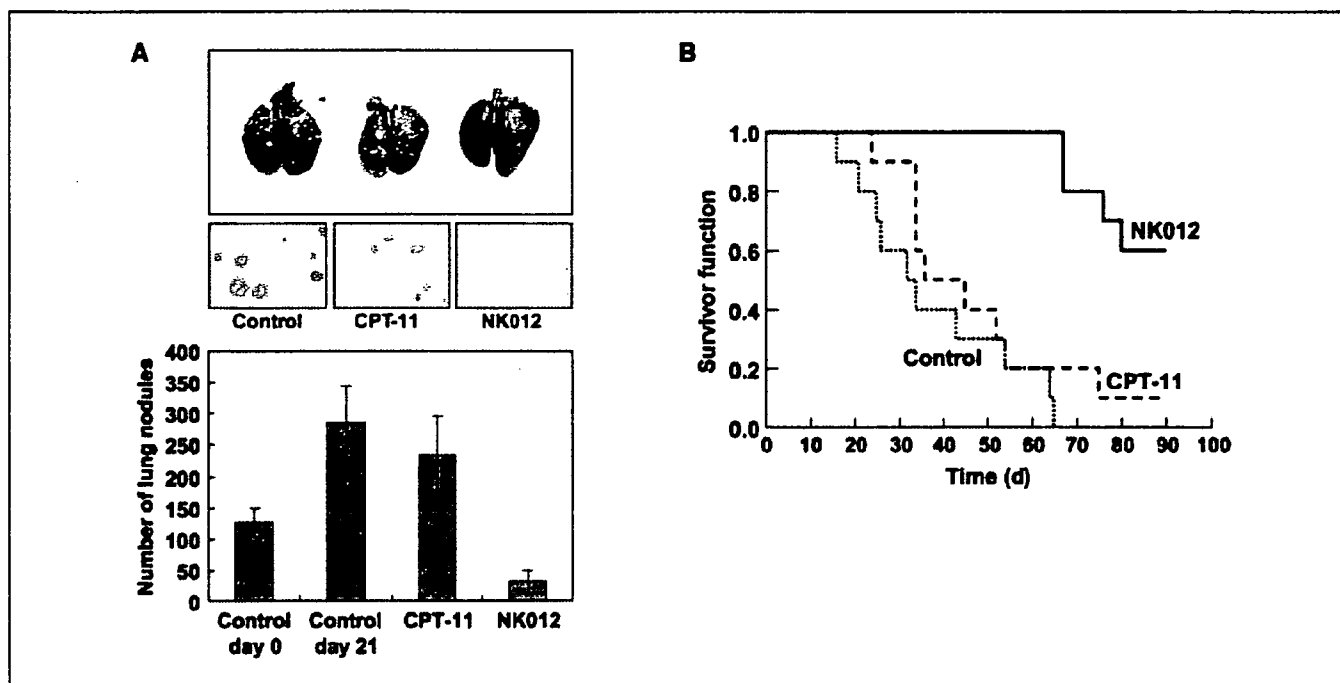 A
Control CPT-11 NK012
Number of lung nodules
400
350
300
250
200
150
100
50
0
Control day 0
Control day 21
CPT-11
NK012
B
Survivor function
1.0
0.8
0.6
0.4
0.2
0.0
NK012
Control
CPT-11
0 10 20 30 40 50 60 70 80 90 100
Time (d)